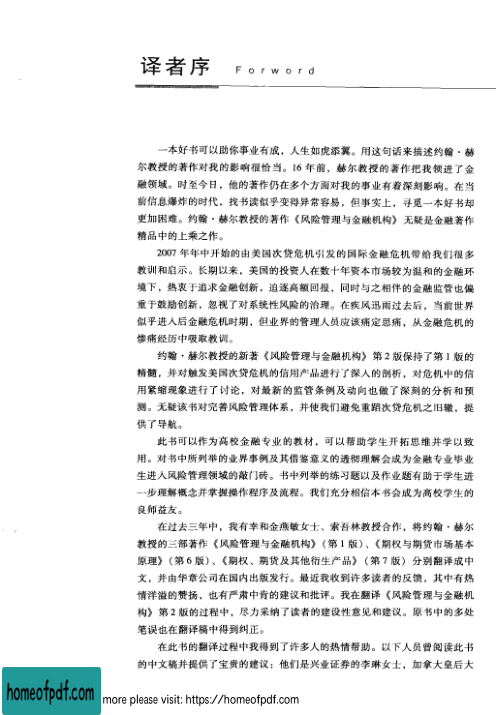 译者序 Forword
一本好书可以助你事业有成，人生如虎添翼。用这句话来描述约翰·赫
尔教授的著作对我的影响很恰当。16 年前，赫尔教授的著作把我领进了金
融领域。时至今日，他的著作仍在多个方面对我的事业有着深刻影响。在当
前信息爆炸的时代，找书读似乎变得异常容易，但事实上，寻觅一本好书却
更加困难。约翰·赫尔教授的著作《风险管理与金融机构》无疑是金融著作
精品中的上乘之作。
2007 年年中开始的由美国次贷危机引发的国际金融危机带给我们很多
教训和启示。长期以来，美国的投资人在数十年资本市场较为温和的金融环
境下，热衷于追求金融创新，追逐高额回报，同时与之相伴的金融监管也偏
重于鼓励创新，忽视了对系统性风险的治理。在疾风迅雨过去后，当前世界
似乎进入后金融危机时期，但业界的管理人员应该痛定思痛，从金融危机的
惨痛经历中吸取教训。
约翰·赫尔教授的新著《风险管理与金融机构》第 2 版保持了第 1 版的
精髓，并对触发美国次贷危机的信用产品进行了深入的剖析，对危机中的信
用紧缩现象进行了讨论，对最新的监管条例及动向也做了深刻的分析和预
测。无疑该书对完善风险管理体系，并使我们避免重蹈次贷危机之旧辙，提
供了导航。
此书可以作为高校金融专业的教材，可以帮助学生开拓思维并学以致
用。对书中所列举的业界事例及其借鉴意义的透彻理解会成为金融专业毕业
生进入风险管理领域的敲门砖。书中列举的练习题以及作业题有助于学生进
一步理解概念并掌握操作程序及流程。我们充分相信本书会成为高校学生的
良师益友。
在过去三年中，我有幸和金燕敏女士、索吾林教授合作，将约翰·赫尔
教授的三部著作《风险管理与金融机构》（第 1 版）、《期权与期货市场基本
原理》（第 6 版）、《期权、期货及其他衍生产品》（第 7 版）分别翻译成中
文，并由华章公司在国内出版发行。最近我收到许多读者的反馈，其中有热
情洋溢的赞扬，也有严肃中肯的建议和批评。我在翻译《风险管理与金融机
构》第 2 版的过程中，尽力采纳了读者的建设性意见和建议。原书中的多处
笔误也在翻译稿中得到纠正。
在此书的翻译过程中我得到了许多人的热情帮助。以下人员曾阅读此书
的中文稿并提供了宝贵的建议：他们是兴业证券的李琳女士，加拿大皇后大
homeofpdf.com
more please visit: https://homeofpdf.com